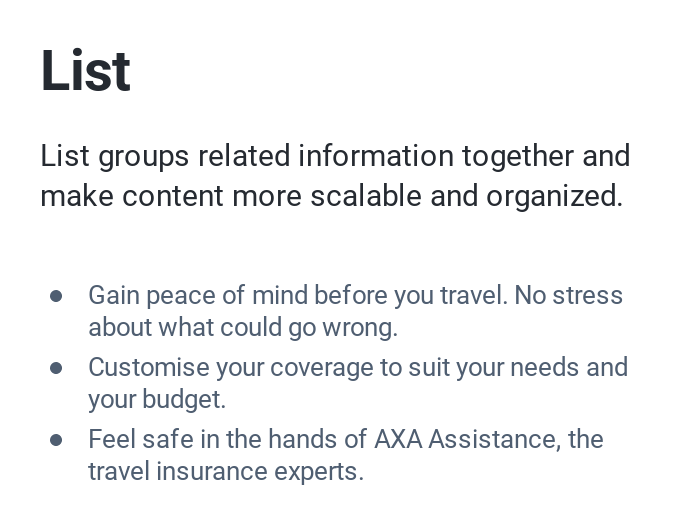 List
List groups related information together and
make content more scalable and organized.
Gain peace of mind before you travel. No stress
about what could go wrong.
Customise your coverage to suit your needs and
your budget.
Feel safe in the hands of AXA Assistance, the
travel insurance experts.